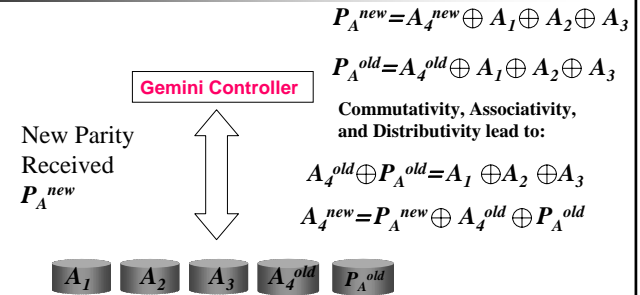 P_A^new=A_4^new⊕ A_1⊕ A_2⊕ A_3
P_A^old=A_4^old⊕ A_1⊕ A_2⊕ A_3
Gemini Controller
Commutativity, Associativity,
and Distributivity lead to:
New Parity
Received
P_A^new
A_4^old⊕P_A^old=A_1 ⊕A_2 ⊕A_3
A_4^new=P_A^new⊕ A_4^old ⊕ P_A^old
A_1 A_2 A_3 A_4^old P_A^old